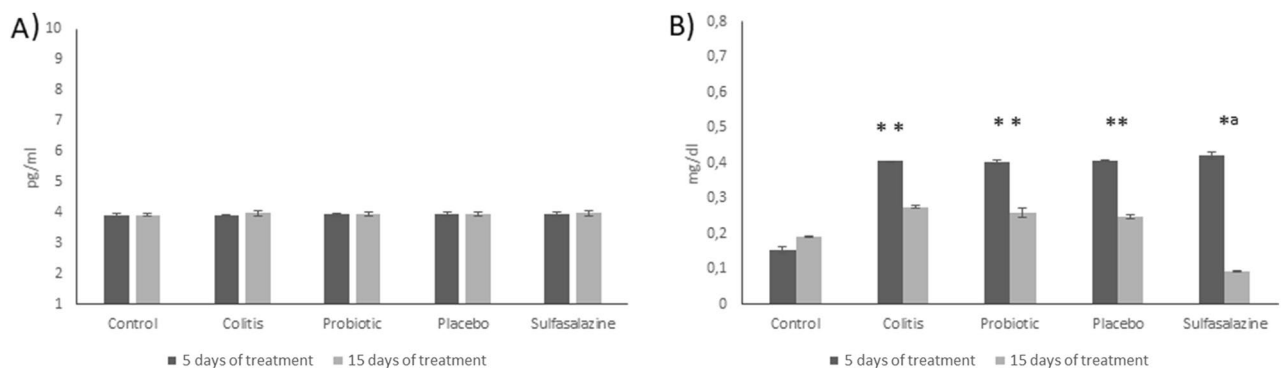 A)
10
9
8
7
6
5
4
3
2
1
pg/ml
Control Colitis Probiotic Placebo Sulfasalazine
5 days of treatment 15 days of treatment
B)
0,8
0,7
0,6
0,5
0,4
0,3
0,2
0,1
0
mg/dl
** ** ** *a
Control Colitis Probiotic Placebo Sulfasalazine
5 days of treatment 15 days of treatment